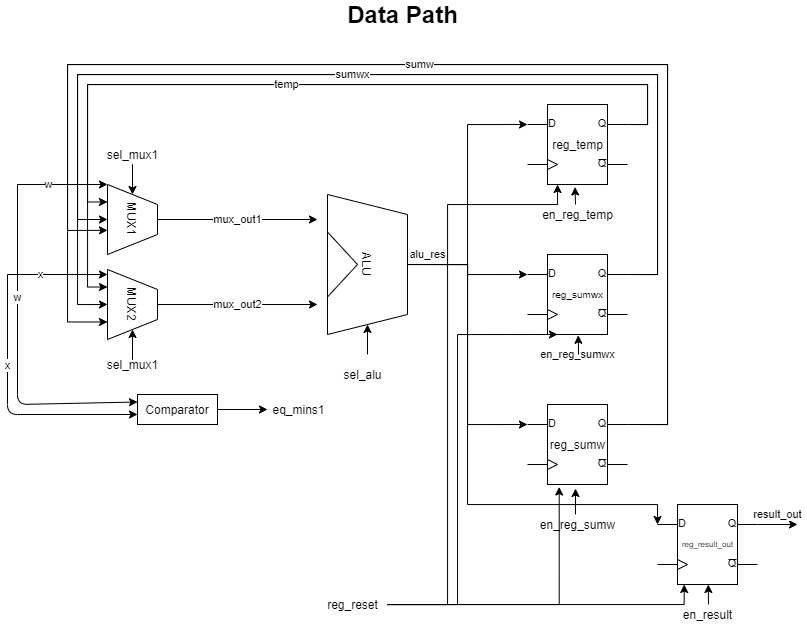 Data Path
sumw
sumwx
temp
D Q
reg_temp
Q
sel_mux1
w
MUX1
mux_out1
en_reg_temp
ALU
alu_res
x
D Q
w
MUX2
mux_out2
reg_sumwx
Q
x
sel_mux1
sel_alu
en_reg_sumwx
Comparator
eq_mins1
D Q
reg_sumw
Q
en_reg_sumw
result_out
D Q
reg_result_out
Q
reg_reset
en_result